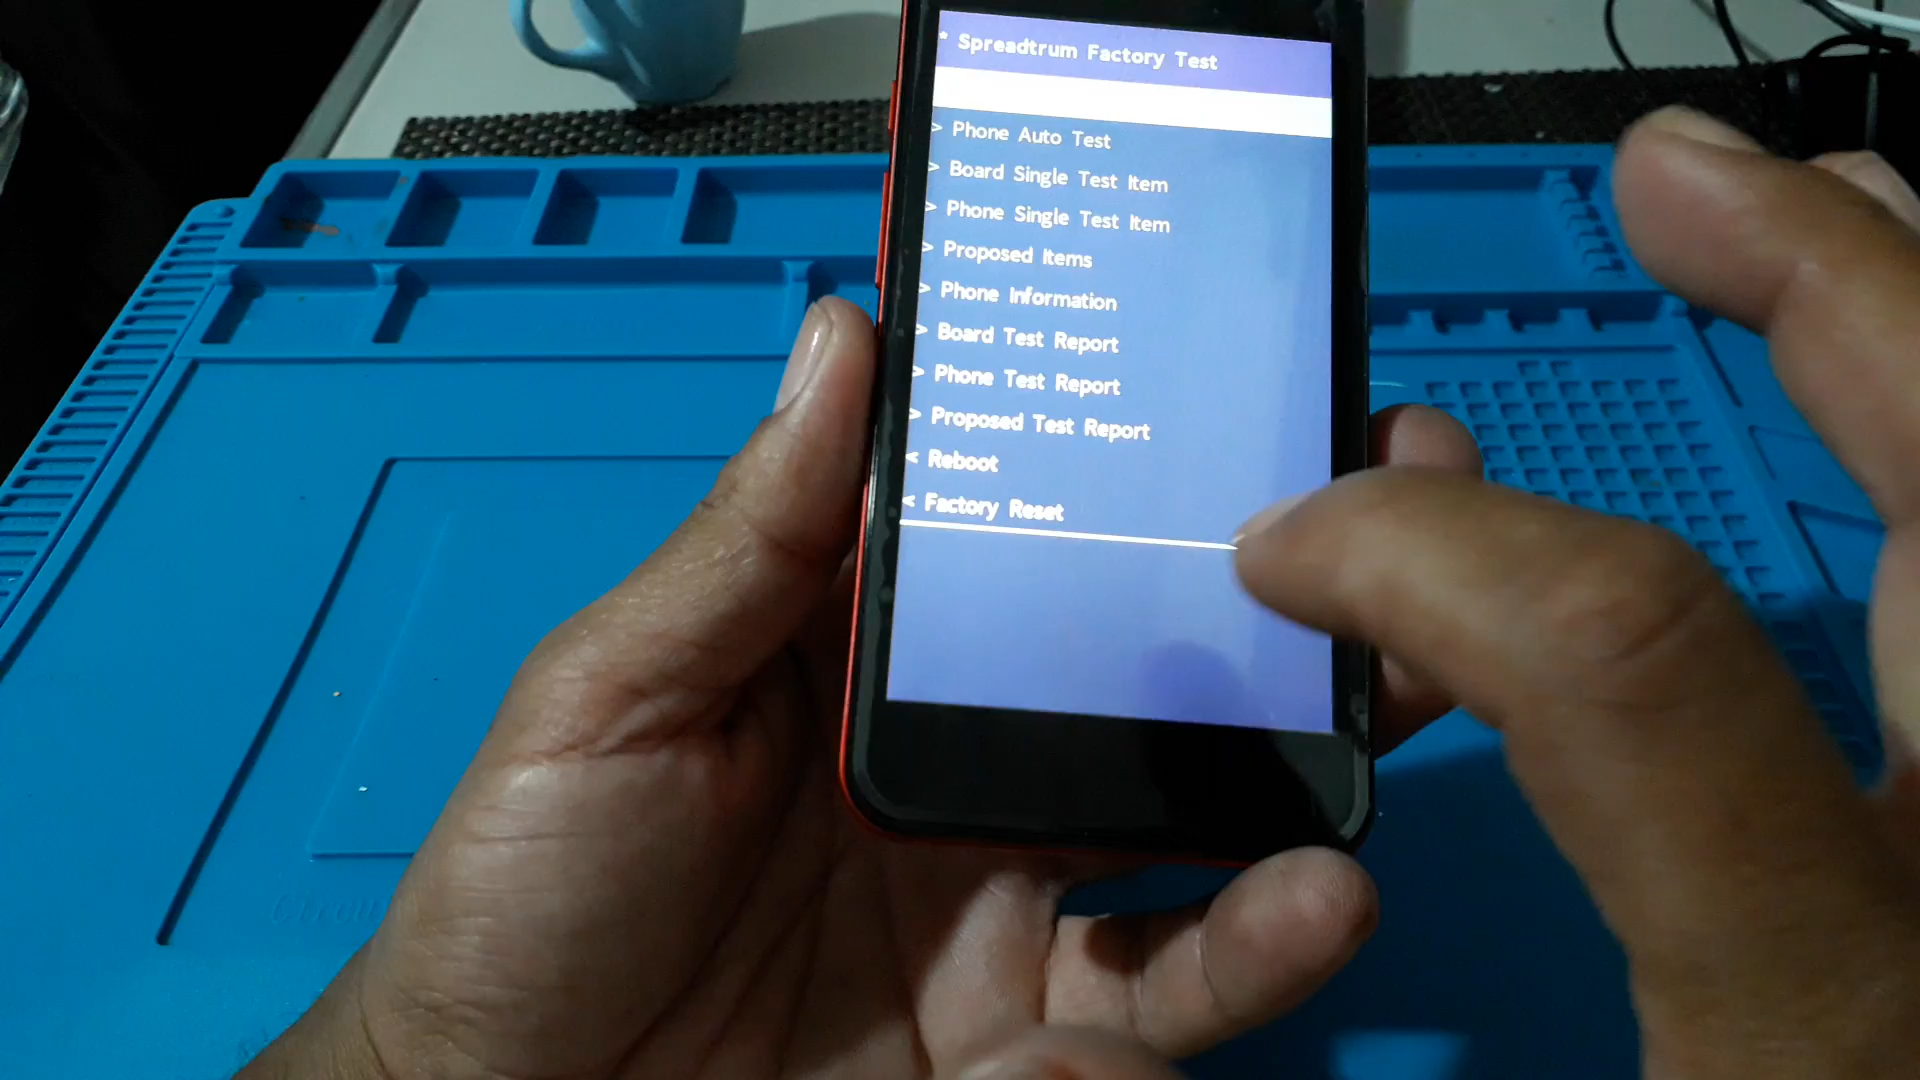 * Spreadtrum Factory Test
> Phone Auto Test
> Board Single Test Item
> Phone Single Test Item
> Proposed Items
> Phone Information
> Board Test Report
> Phone Test Report
> Proposed Test Report
< Reboot
< Factory Reset